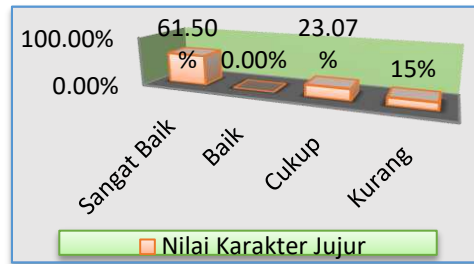 100.00%
0.00%
61.50
%
0.00%
23.07
%
15%
Sangat Baik
Baik
Cukup
Kurang
Nilai Karakter Jujur